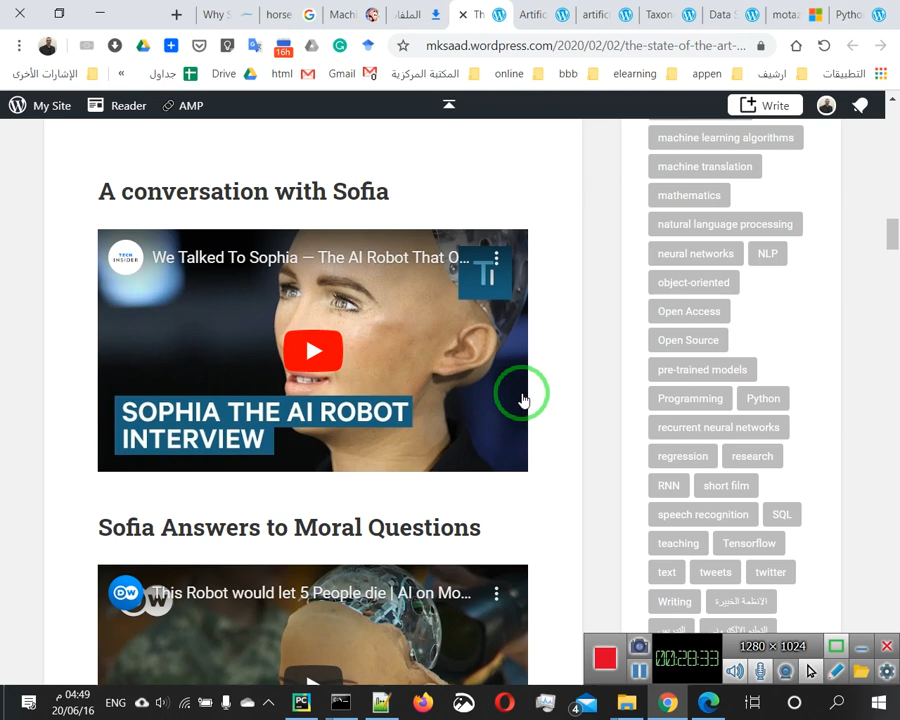 Why S
horse
Machi
الملفات
Th
Artific
artific
Taxon
Data S
mota
Pytho
16h
mksaad.wordpress.com/2020/02/02/the-state-of-the-art-...
الإشارات الأخرى
»
جداول
Drive
html
Gmail
المكتبة المركزية
online
bbb
elearning
appen
ارشيف
التطبيقات
My Site
Reader
AMP
Write
machine learning algorithms
machine translation
mathematics
natural language processing
neural networks
NLP
object-oriented
Open Access
Open Source
pre-trained models
Programming
Python
recurrent neural networks
regression
research
RNN
short film
speech recognition
SQL
teaching
Tensorflow
text
tweets
twitter
Writing
الانظمة الخبيرة
A conversation with Sofia
TECH
INSIDER
We Talked To Sophia — The AI Robot That O...
TI
SOPHIA THE AI ROBOT
INTERVIEW
Sofia Answers to Moral Questions
DW
This Robot would let 5 People die | AI on Mo...
1280 × 1024
00:28:33
04:49 م
20/06/16
ENG
PC
4